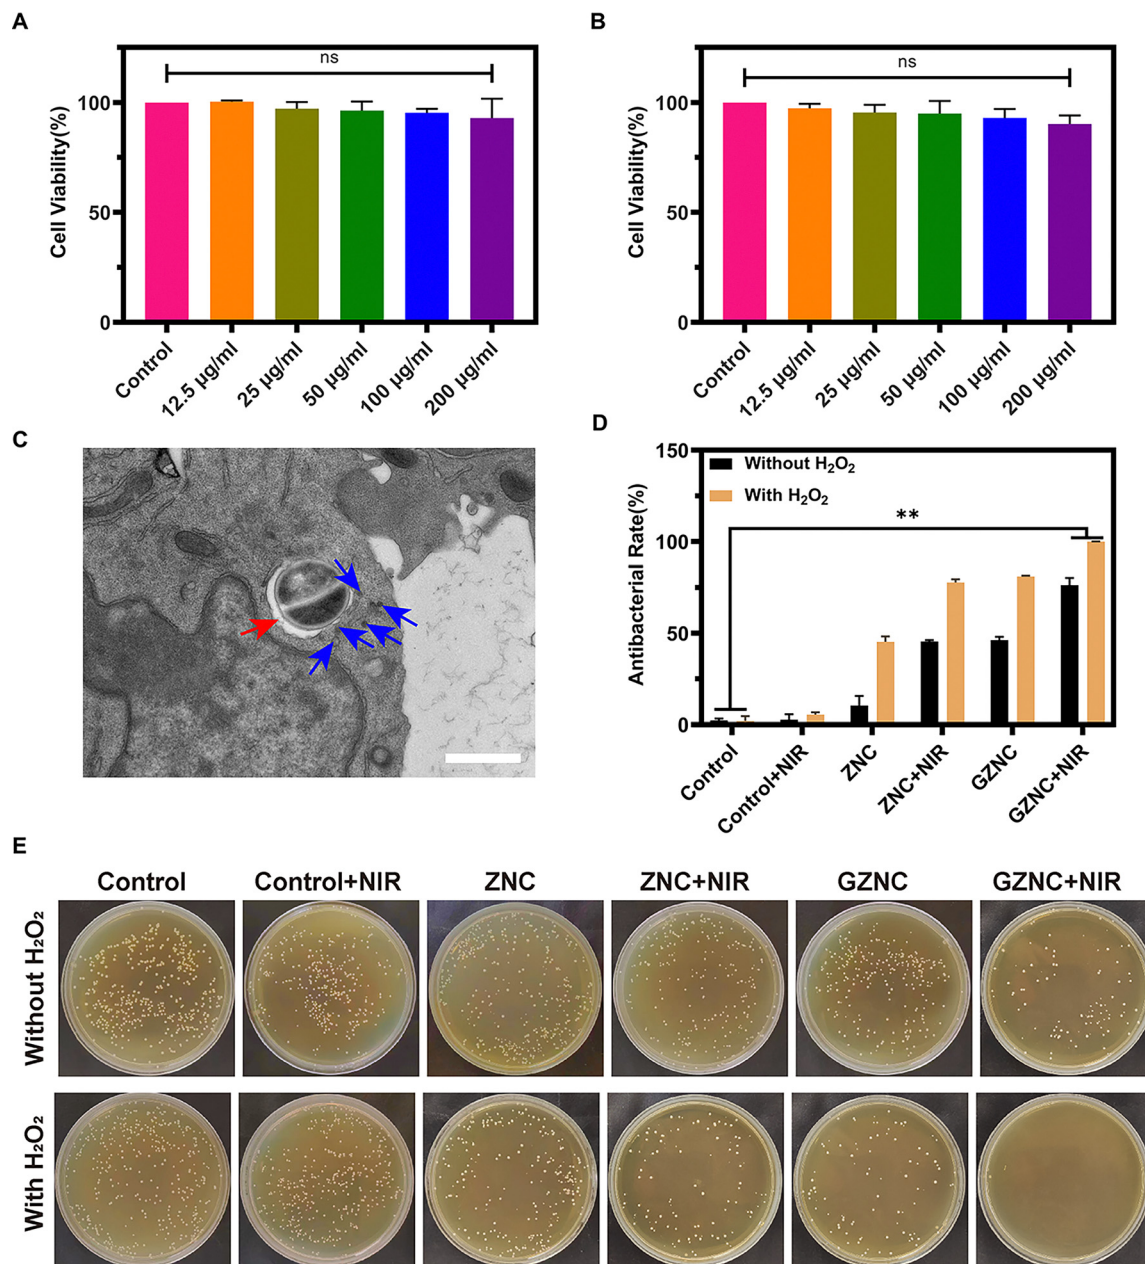 A
Cell Viability(%)
100
50
0
ns
Control
12.5 µg/ml
25 µg/ml
50 µg/ml
100 µg/ml
200 µg/ml
B
Cell Viability(%)
100
50
0
ns
Control
12.5 µg/ml
25 µg/ml
50 µg/ml
100 µg/ml
200 µg/ml
C
D
Antibacterial Rate(%)
150
100
50
0
Without H₂O₂
With H₂O₂
**
Control
Control+NIR
ZNC
ZNC+NIR
GZNC
GZNC+NIR
E
Control
Control+NIR
ZNC
ZNC+NIR
GZNC
GZNC+NIR
Without H₂O₂
With H₂O₂